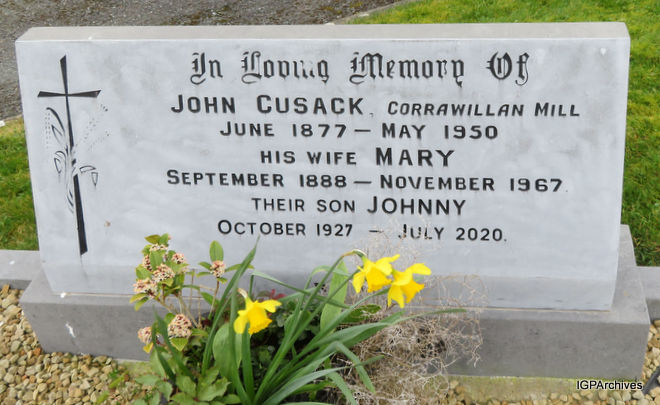 In Loving Memory Of
JOHN CUSACK, CORRAWILLAN MILL
JUNE 1877 — MAY 1950
HIS WIFE MARY
SEPTEMBER 1888 — NOVEMBER 1967.
THEIR SON JOHNNY
OCTOBER 1927 — JULY 2020.
IGPArchives